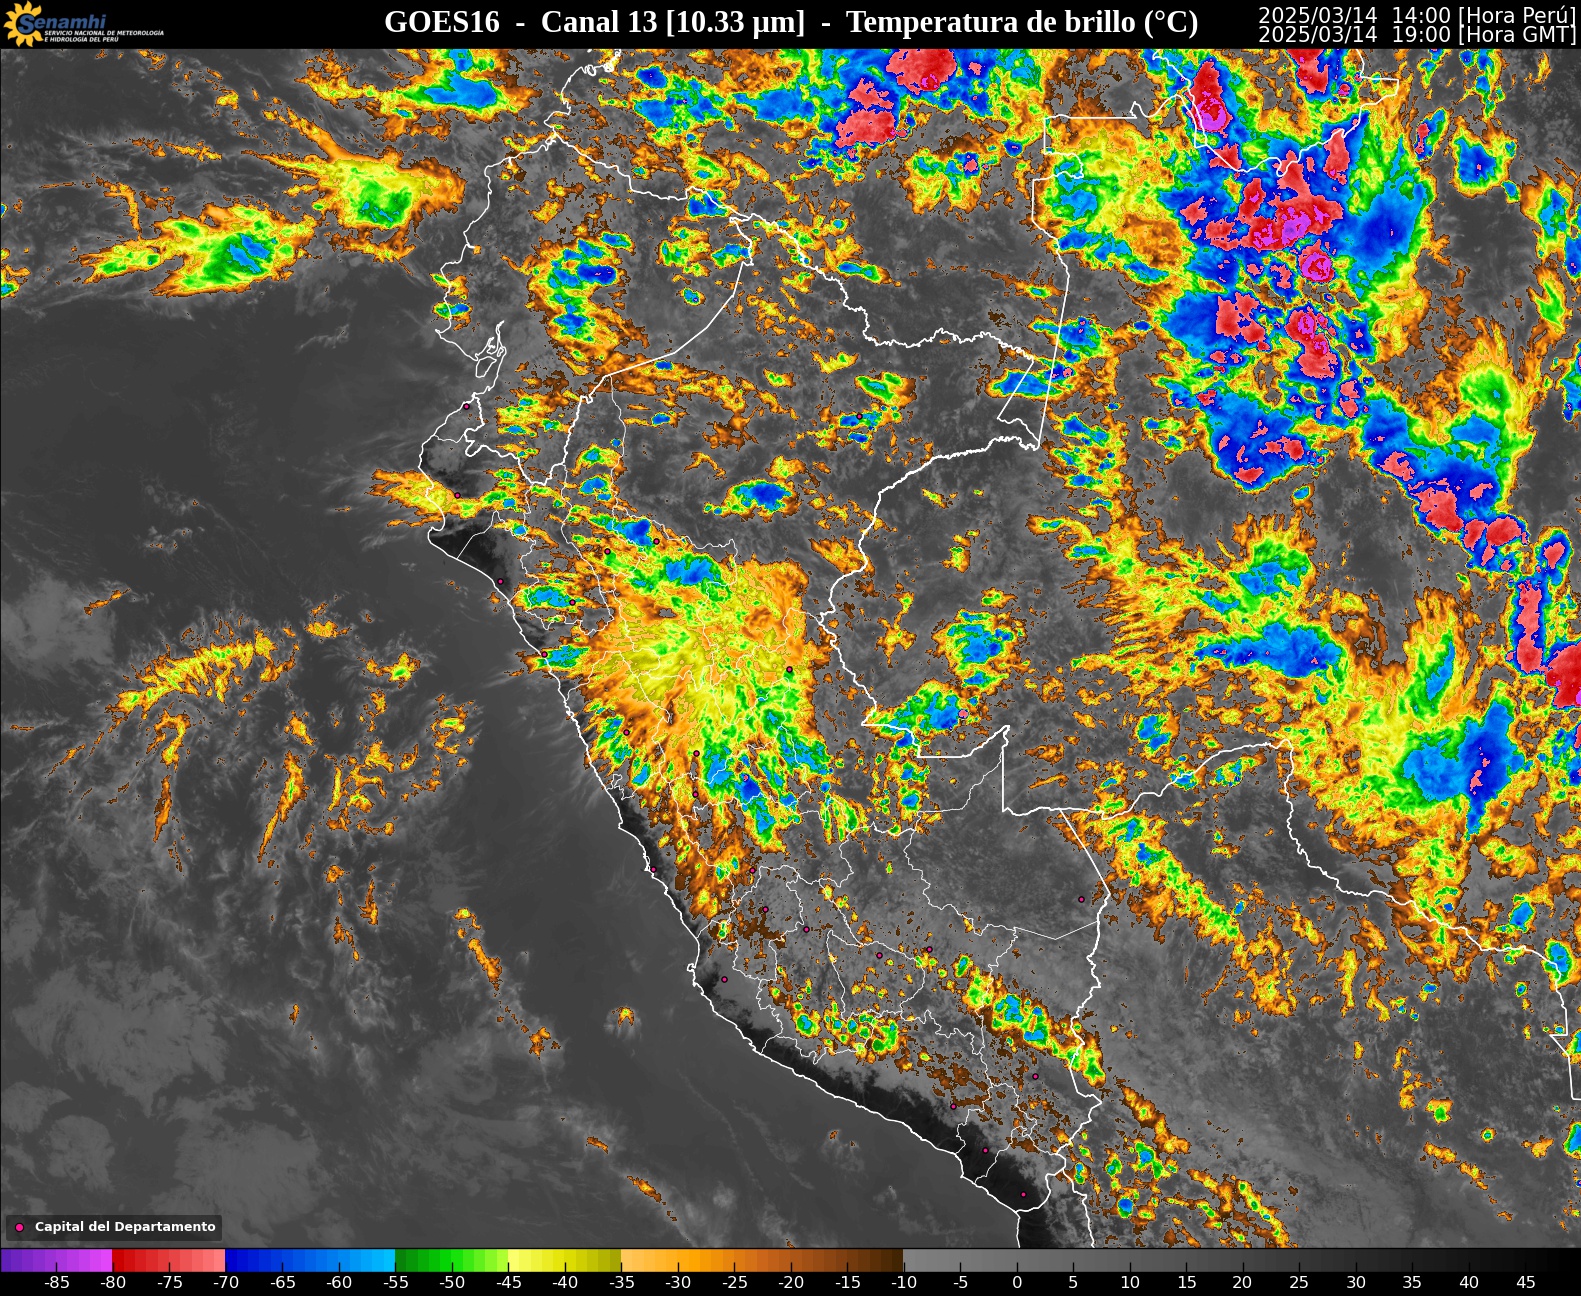 Senamhi
SERVICIO NACIONAL DE METEOROLOGÍA
E HIDROLOGÍA DEL PERÚ
GOES16 - Canal 13 [10.33 µm] - Temperatura de brillo (°C)
2025/03/14 14:00 [Hora Perú]
2025/03/14 19:00 [Hora GMT]
Capital del Departamento
-85 -80 -75 -70 -65 -60 -55 -50 -45 -40 -35 -30 -25 -20 -15 -10 -5 0 5 10 15 20 25 30 35 40 45